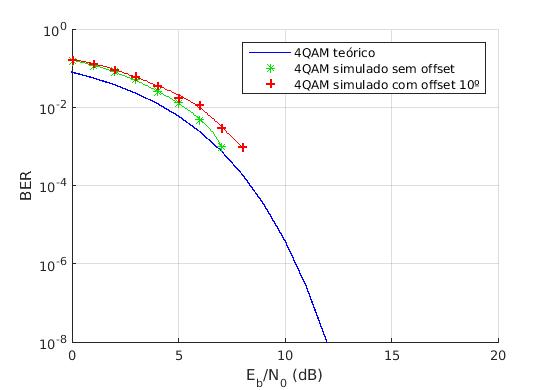 10^0
10^-2
10^-4
10^-6
10^-8
BER
4QAM teórico
4QAM simulado sem offset
4QAM simulado com offset 10º
0 5 10 15 20
E_b/N_0 (dB)